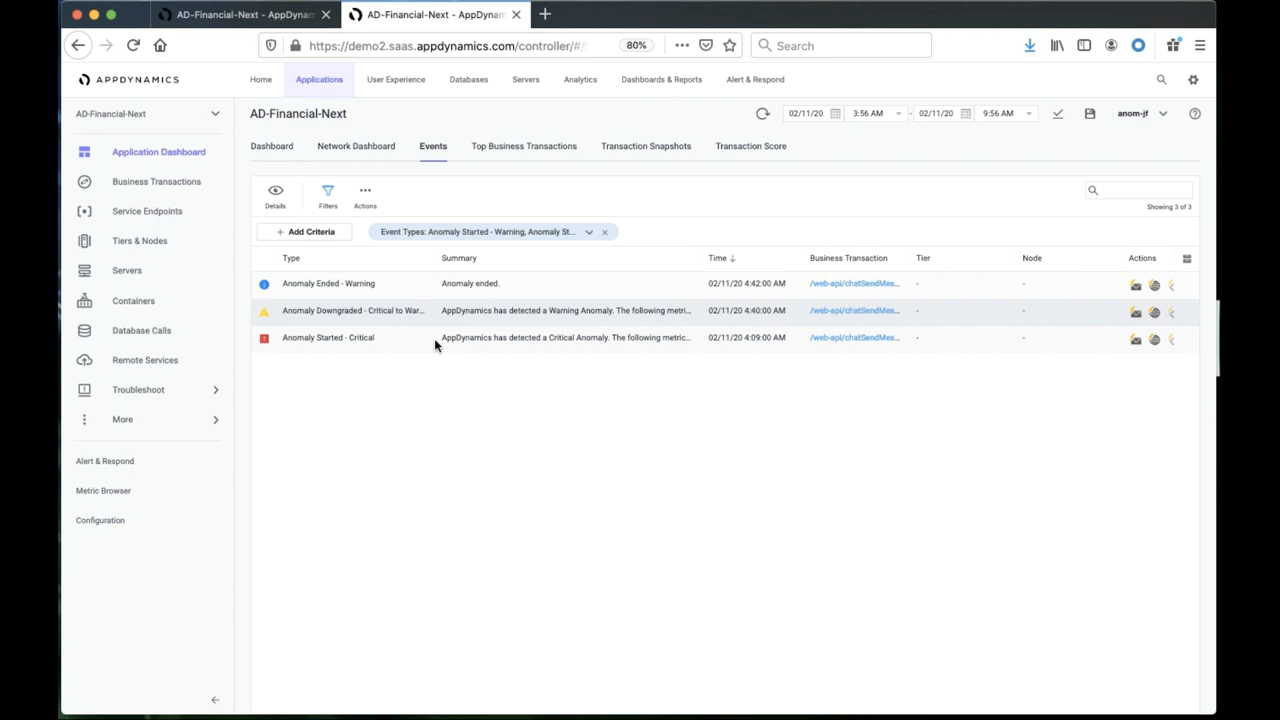 AD-Financial-Next - AppDynam
AD-Financial-Next - AppDynam
https://demo2.saas.appdynamics.com/controller/#/
80%
Search
APPDYNAMICS
Home
Applications
User Experience
Databases
Servers
Analytics
Dashboards & Reports
Alert & Respond
AD-Financial-Next
AD-Financial-Next
02/11/20
3:56 AM
-
02/11/20
9:56 AM
anom-jf
Application Dashboard
Business Transactions
Service Endpoints
Tiers & Nodes
Servers
Containers
Database Calls
Remote Services
Troubleshoot
More
Alert & Respond
Metric Browser
Configuration
Dashboard
Network Dashboard
Events
Top Business Transactions
Transaction Snapshots
Transaction Score
Details
Filters
Actions
Showing 3 of 3
+ Add Criteria
Event Types: Anomaly Started - Warning, Anomaly St...
Type Summary Time Business Transaction Tier Node Actions
Anomaly Ended - Warning Anomaly ended. 02/11/20 4:42:00 AM /web-api/chatSendMes... - -
Anomaly Downgraded - Critical to War... AppDynamics has detected a Warning Anomaly. The following metri... 02/11/20 4:40:00 AM /web-api/chatSendMes... - -
Anomaly Started - Critical AppDynamics has detected a Critical Anomaly. The following metric... 02/11/20 4:09:00 AM /web-api/chatSendMes... - -